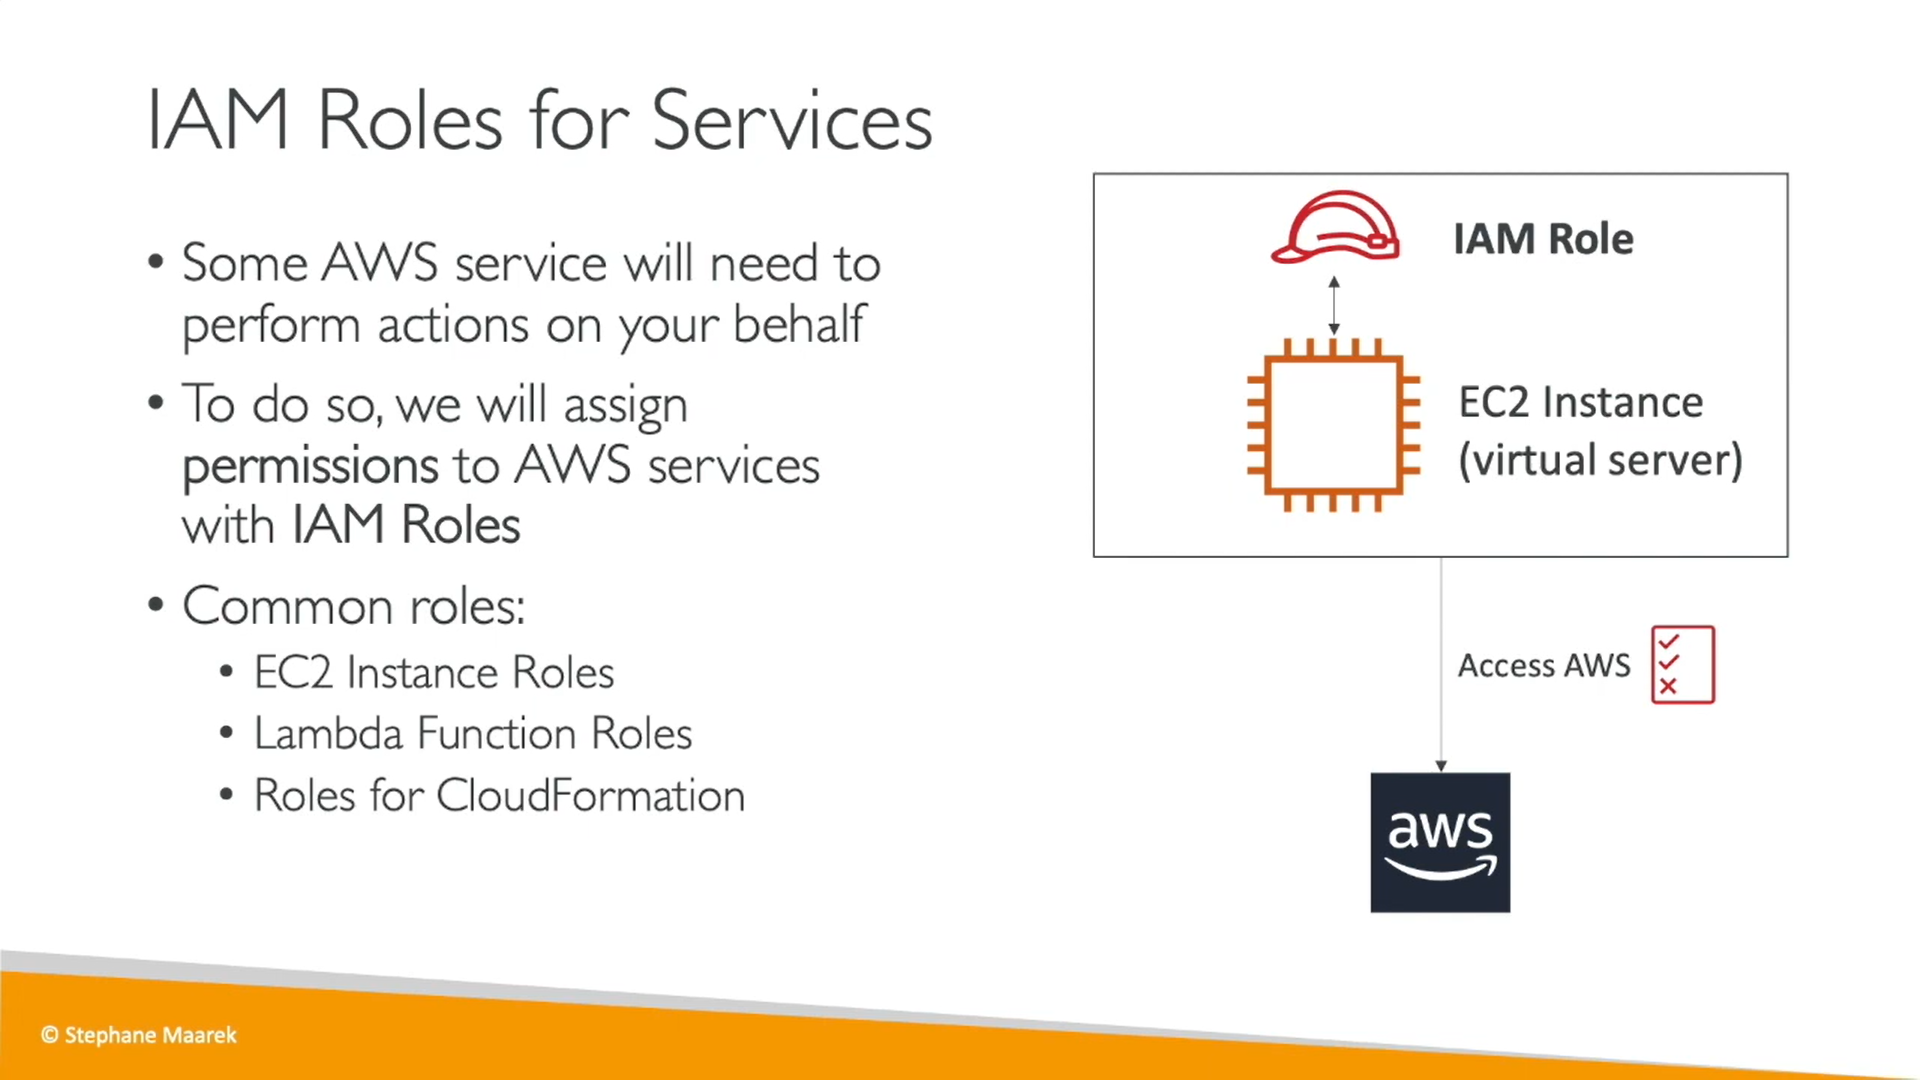 IAM Roles for Services
• Some AWS service will need to
perform actions on your behalf
• To do so, we will assign
permissions to AWS services
with IAM Roles
• Common roles:
• EC2 Instance Roles
• Lambda Function Roles
• Roles for CloudFormation
IAM Role
EC2 Instance
(virtual server)
Access AWS
aws
© Stephane Maarek